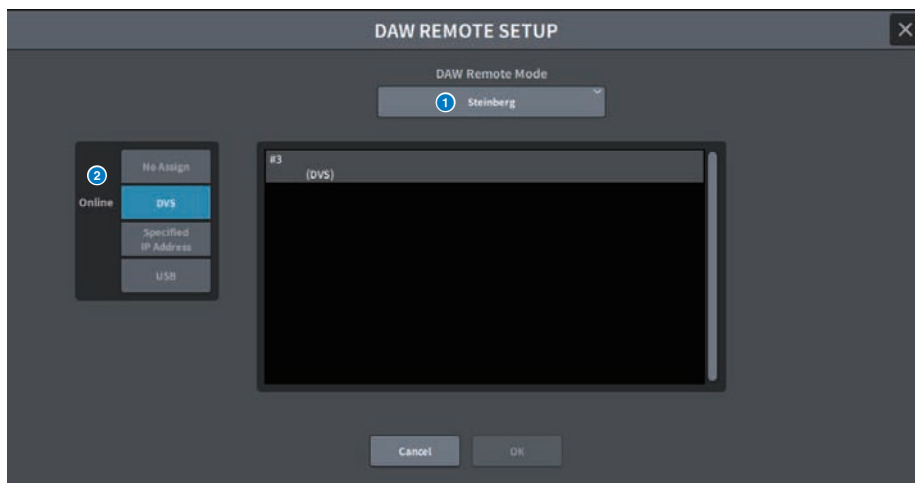 DAW REMOTE SETUP
DAW Remote Mode
1 Steinberg
2
Online
No Assign
DVS
Specified
IP Address
USB
#3
(DVS)
Cancel
OK